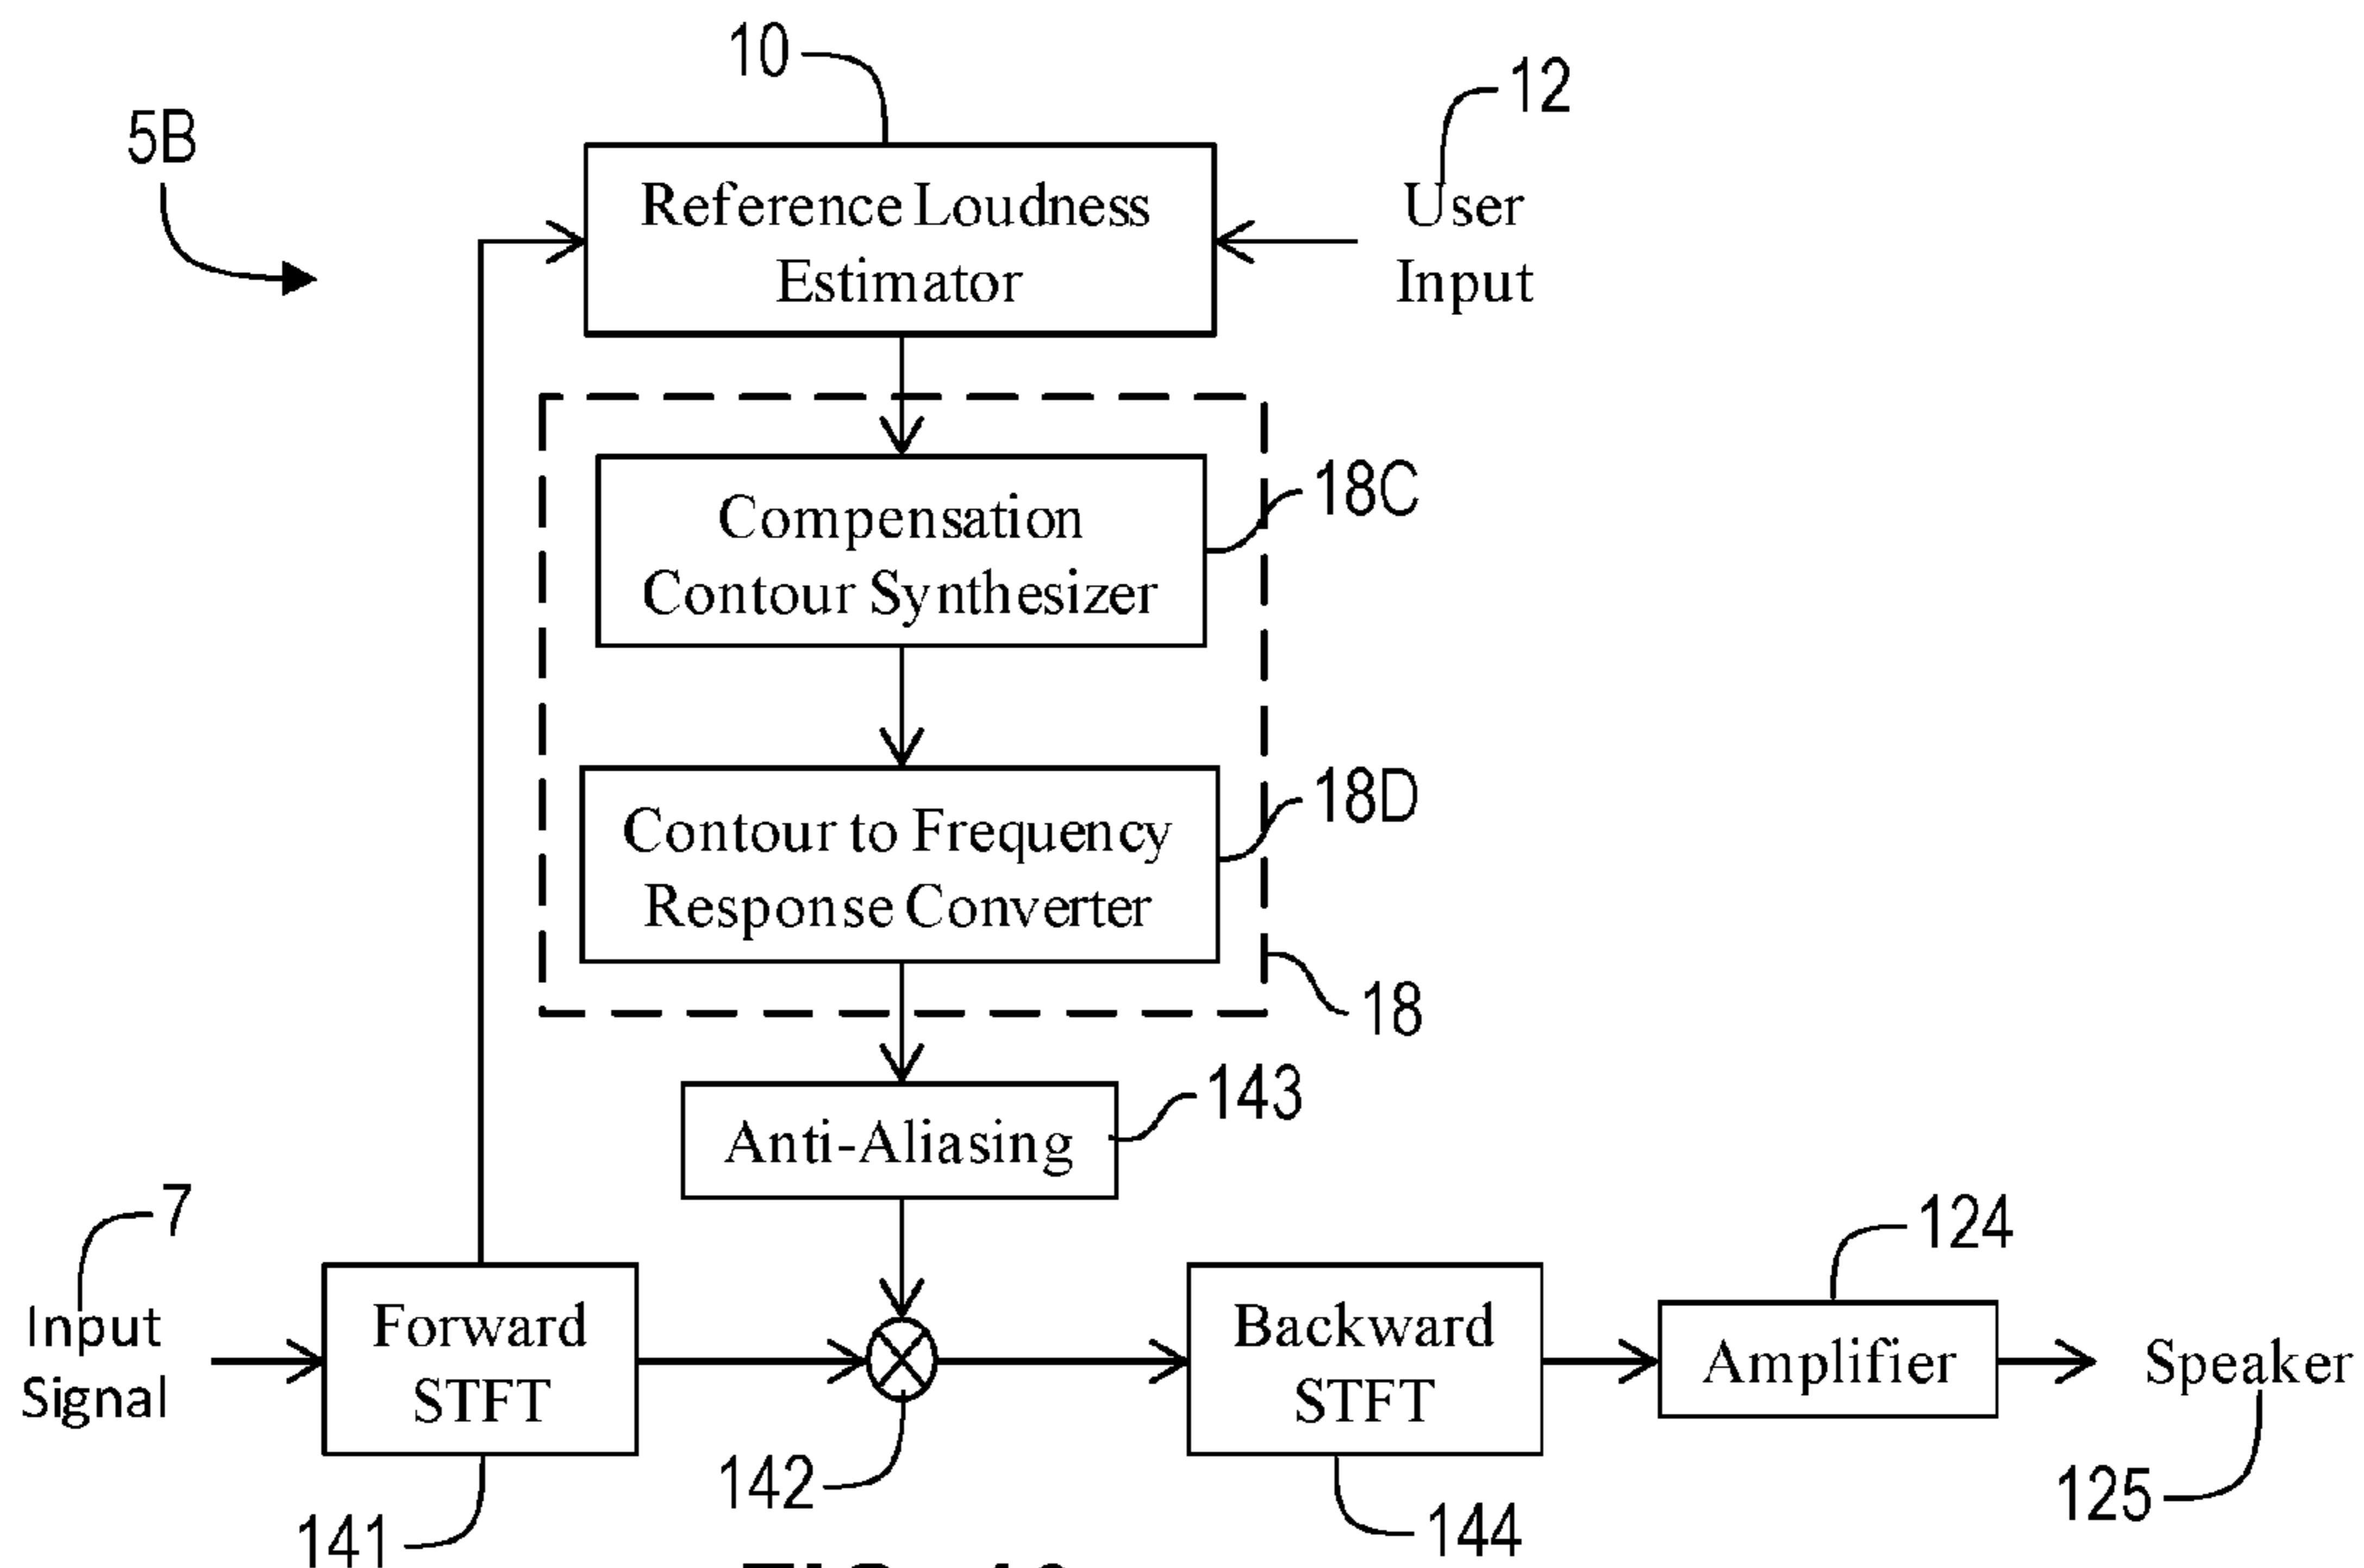 10
12
5B
Reference Loudness
Estimator
User
Input
18C
Compensation
Contour Synthesizer
18D
Contour to Frequency
Response Converter
18
143
Anti-Aliasing
7
124
Input
Signal
Forward
STFT
Backward
STFT
Amplifier
Speaker
142
125
141
144